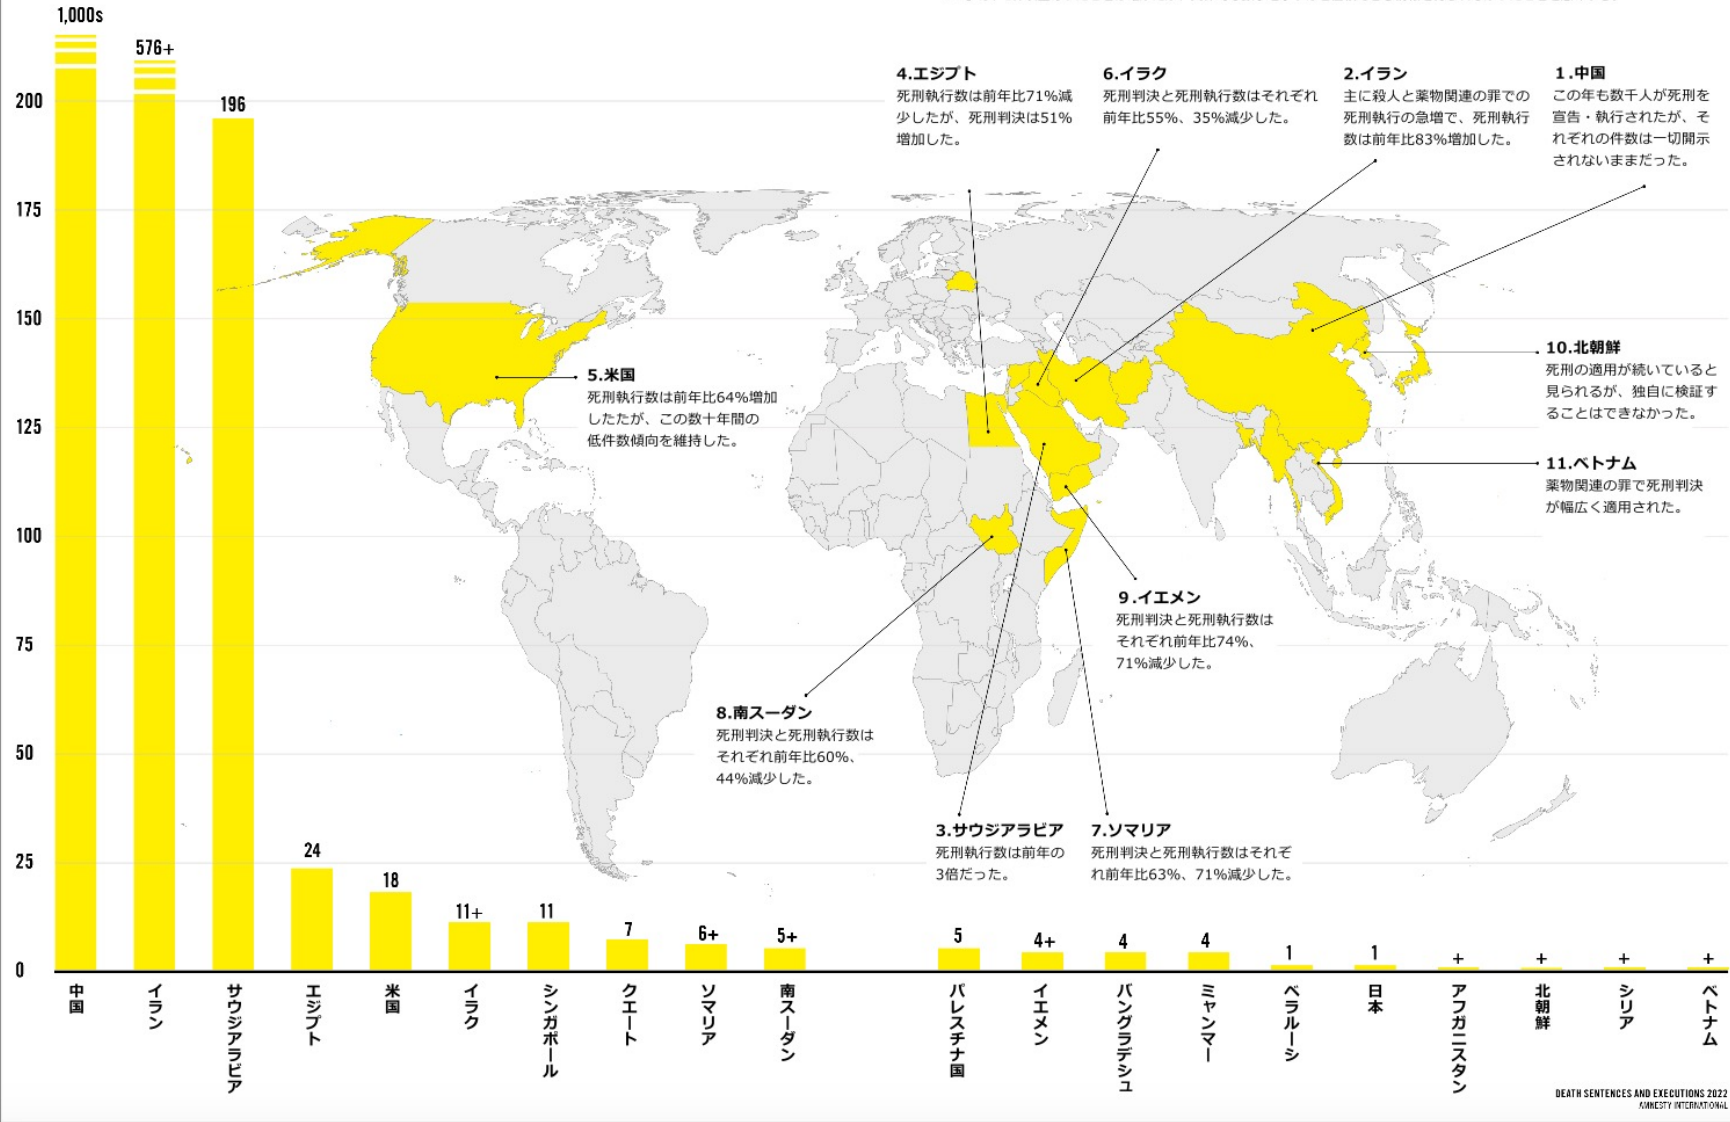 1,000s
576+
196
200
175
150
125
100
75
50
25
0
4.エジプト
死刑執行数は前年比71%減
少したが、死刑判決は51%
増加した。
6.イラク
死刑判決と死刑執行数はそれぞれ
前年比55%、35%減少した。
2.イラン
主に殺人と薬物関連の罪での
死刑執行の急増で、死刑執行
数は前年比83%増加した。
1.中国
この年も数千人が死刑を
宣告・執行されたが、そ
れぞれの件数は一切開示
されないままだった。
5.米国
死刑執行数は前年比64%増加
したたが、この数十年間の
低件数傾向を維持した。
10.北朝鮮
死刑の適用が続いていると
見られるが、独自に検証す
ることはできなかった。
11.ベトナム
薬物関連の罪で死刑判決
が幅広く適用された。
9.イエメン
死刑判決と死刑執行数は
それぞれ前年比74%、
71%減少した。
8.南スーダン
死刑判決と死刑執行数は
それぞれ前年比60%、
44%減少した。
3.サウジアラビア
死刑執行数は前年の
3倍だった。
7.ソマリア
死刑判決と死刑執行数はそれぞ
れ前年比63%、71%減少した。
24
18
11+
11
7
6+
5+
5
4+
4
4
1
1
+
+
+
+
中国
イラン
サウジアラビア
エジプト
米国
イラク
シンガポール
クエート
ソマリア
南スーダン
パレスチナ国
イエメン
バングラデシュ
ミャンマー
ベラルーシ
日本
アフガニスタン
北朝鮮
シリア
ベトナム
DEATH SENTENCES AND EXECUTIONS 2022
AMNESTY INTERNATIONAL